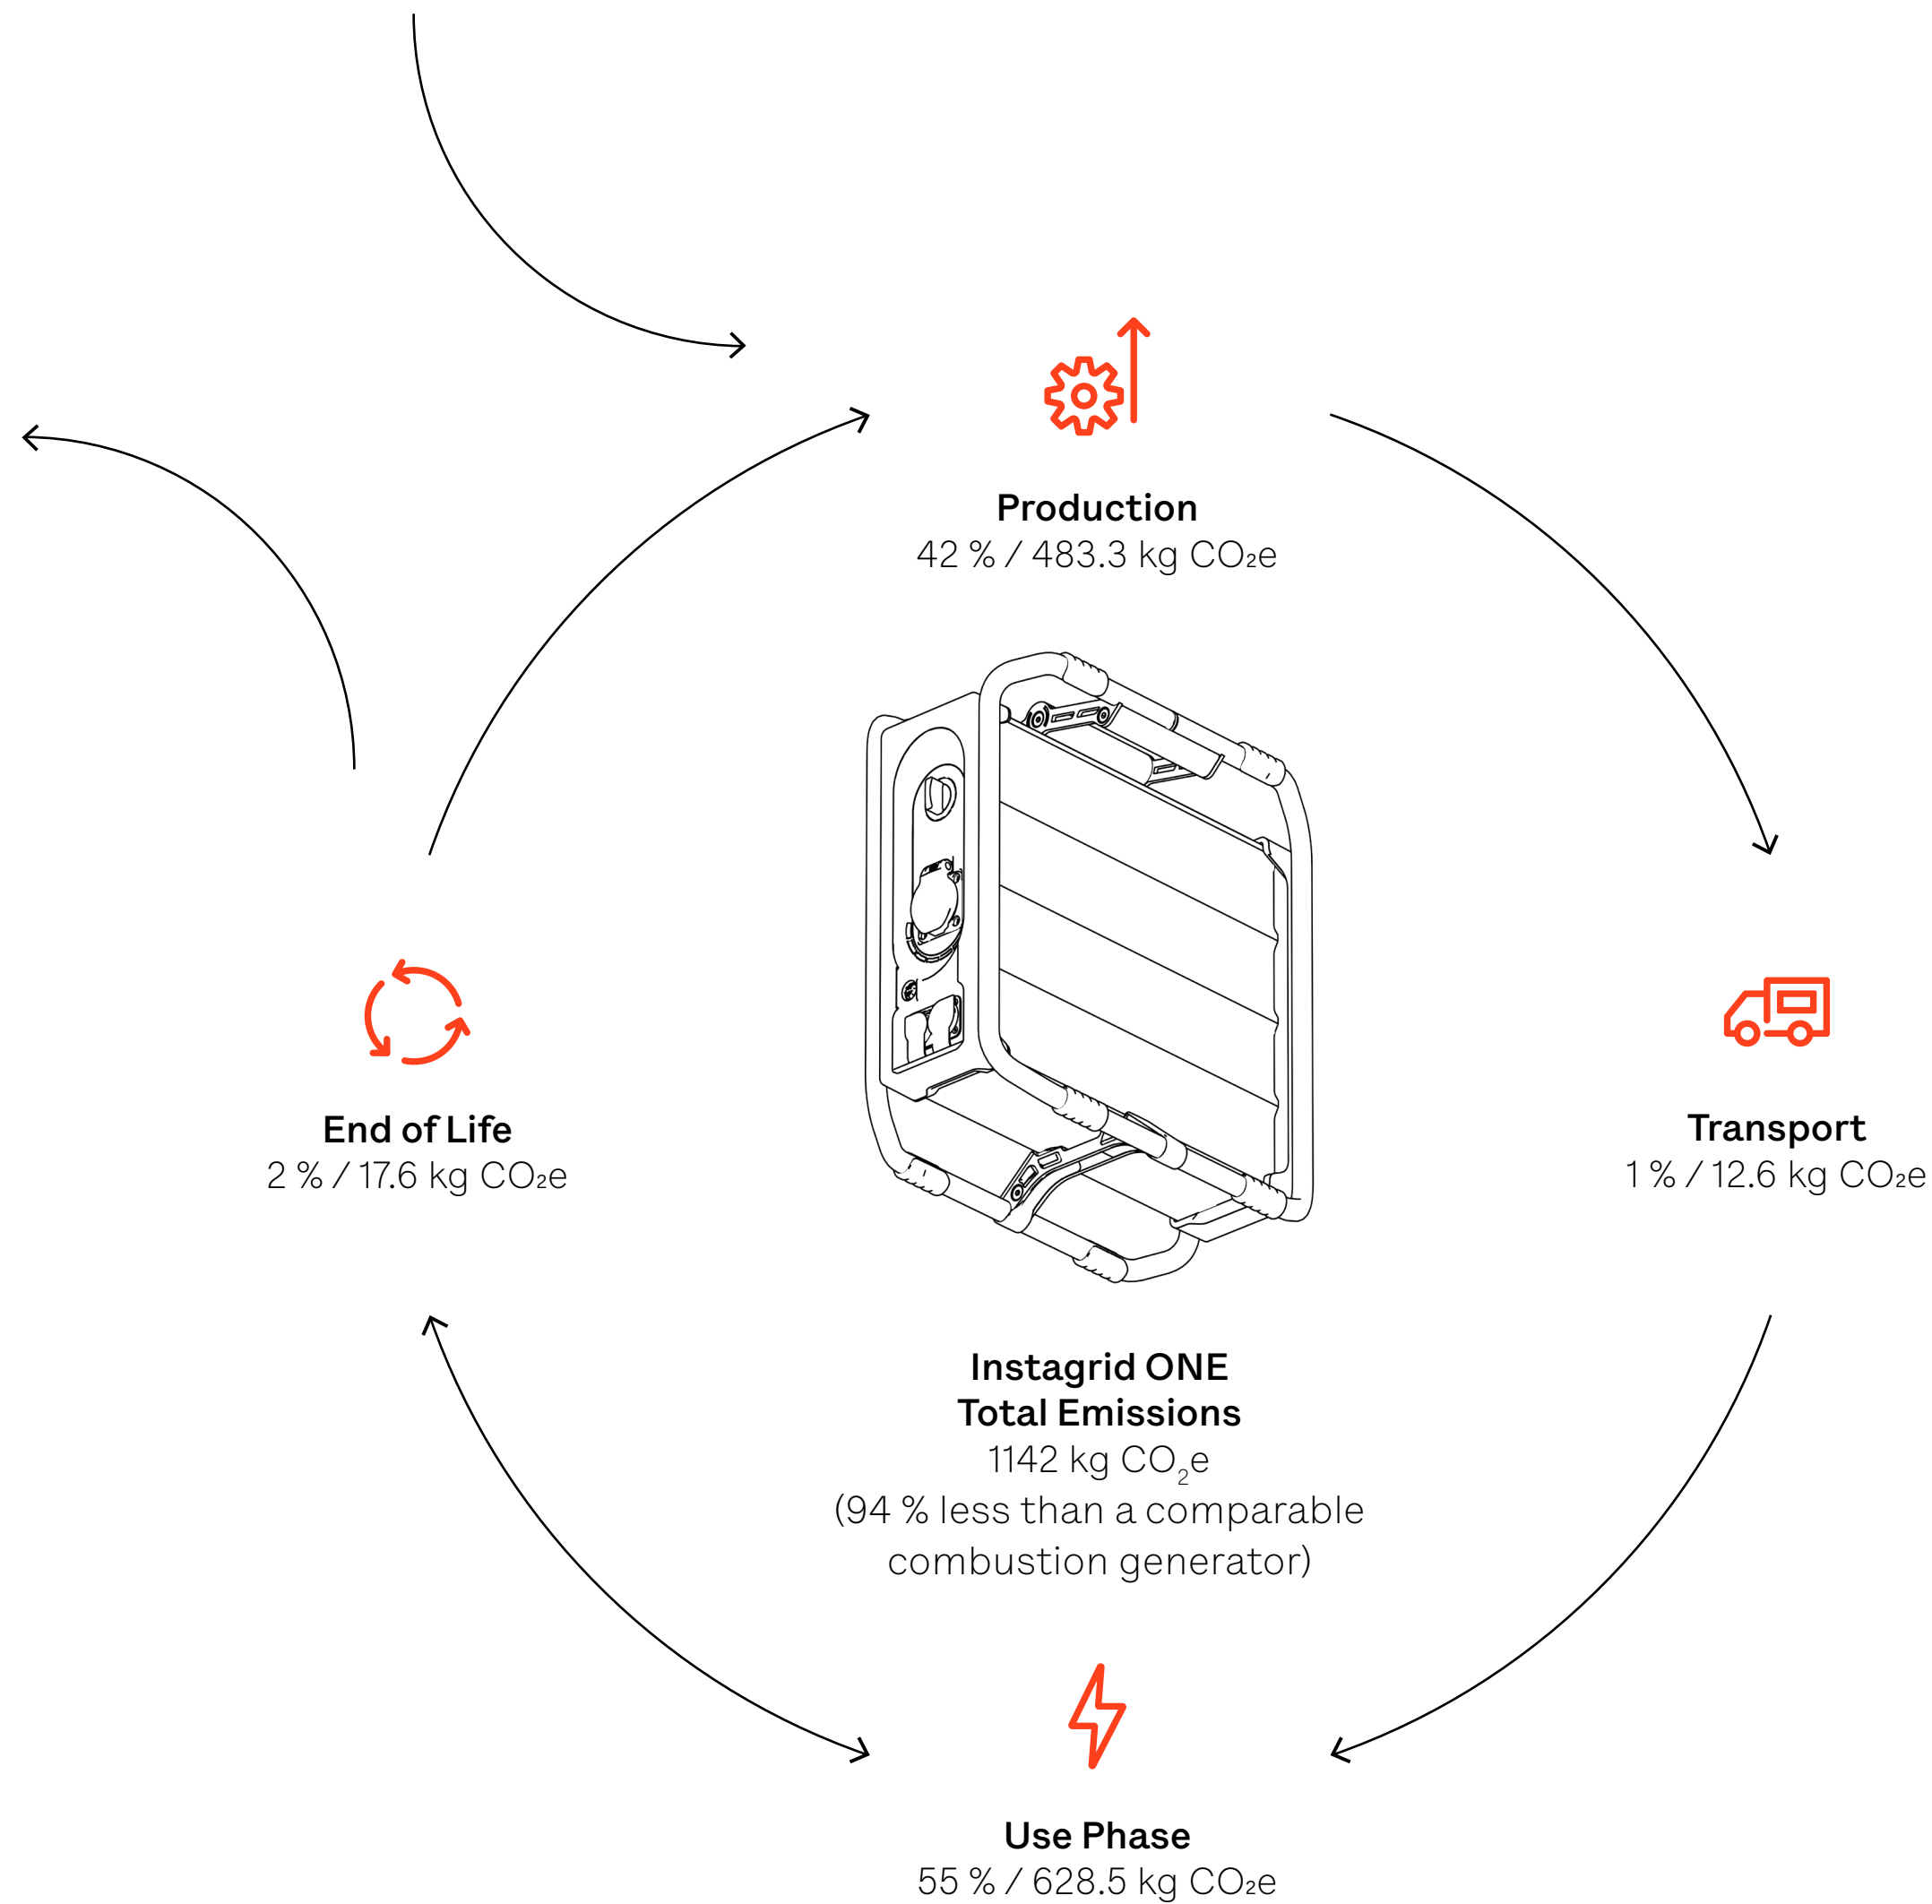 Production
42 % / 483.3 kg CO₂e
End of Life
2 % / 17.6 kg CO₂e
Transport
1 % / 12.6 kg CO₂e
Instagrid ONE
Total Emissions
1142 kg CO₂e
(94 % less than a comparable
combustion generator)
Use Phase
55 % / 628.5 kg CO₂e